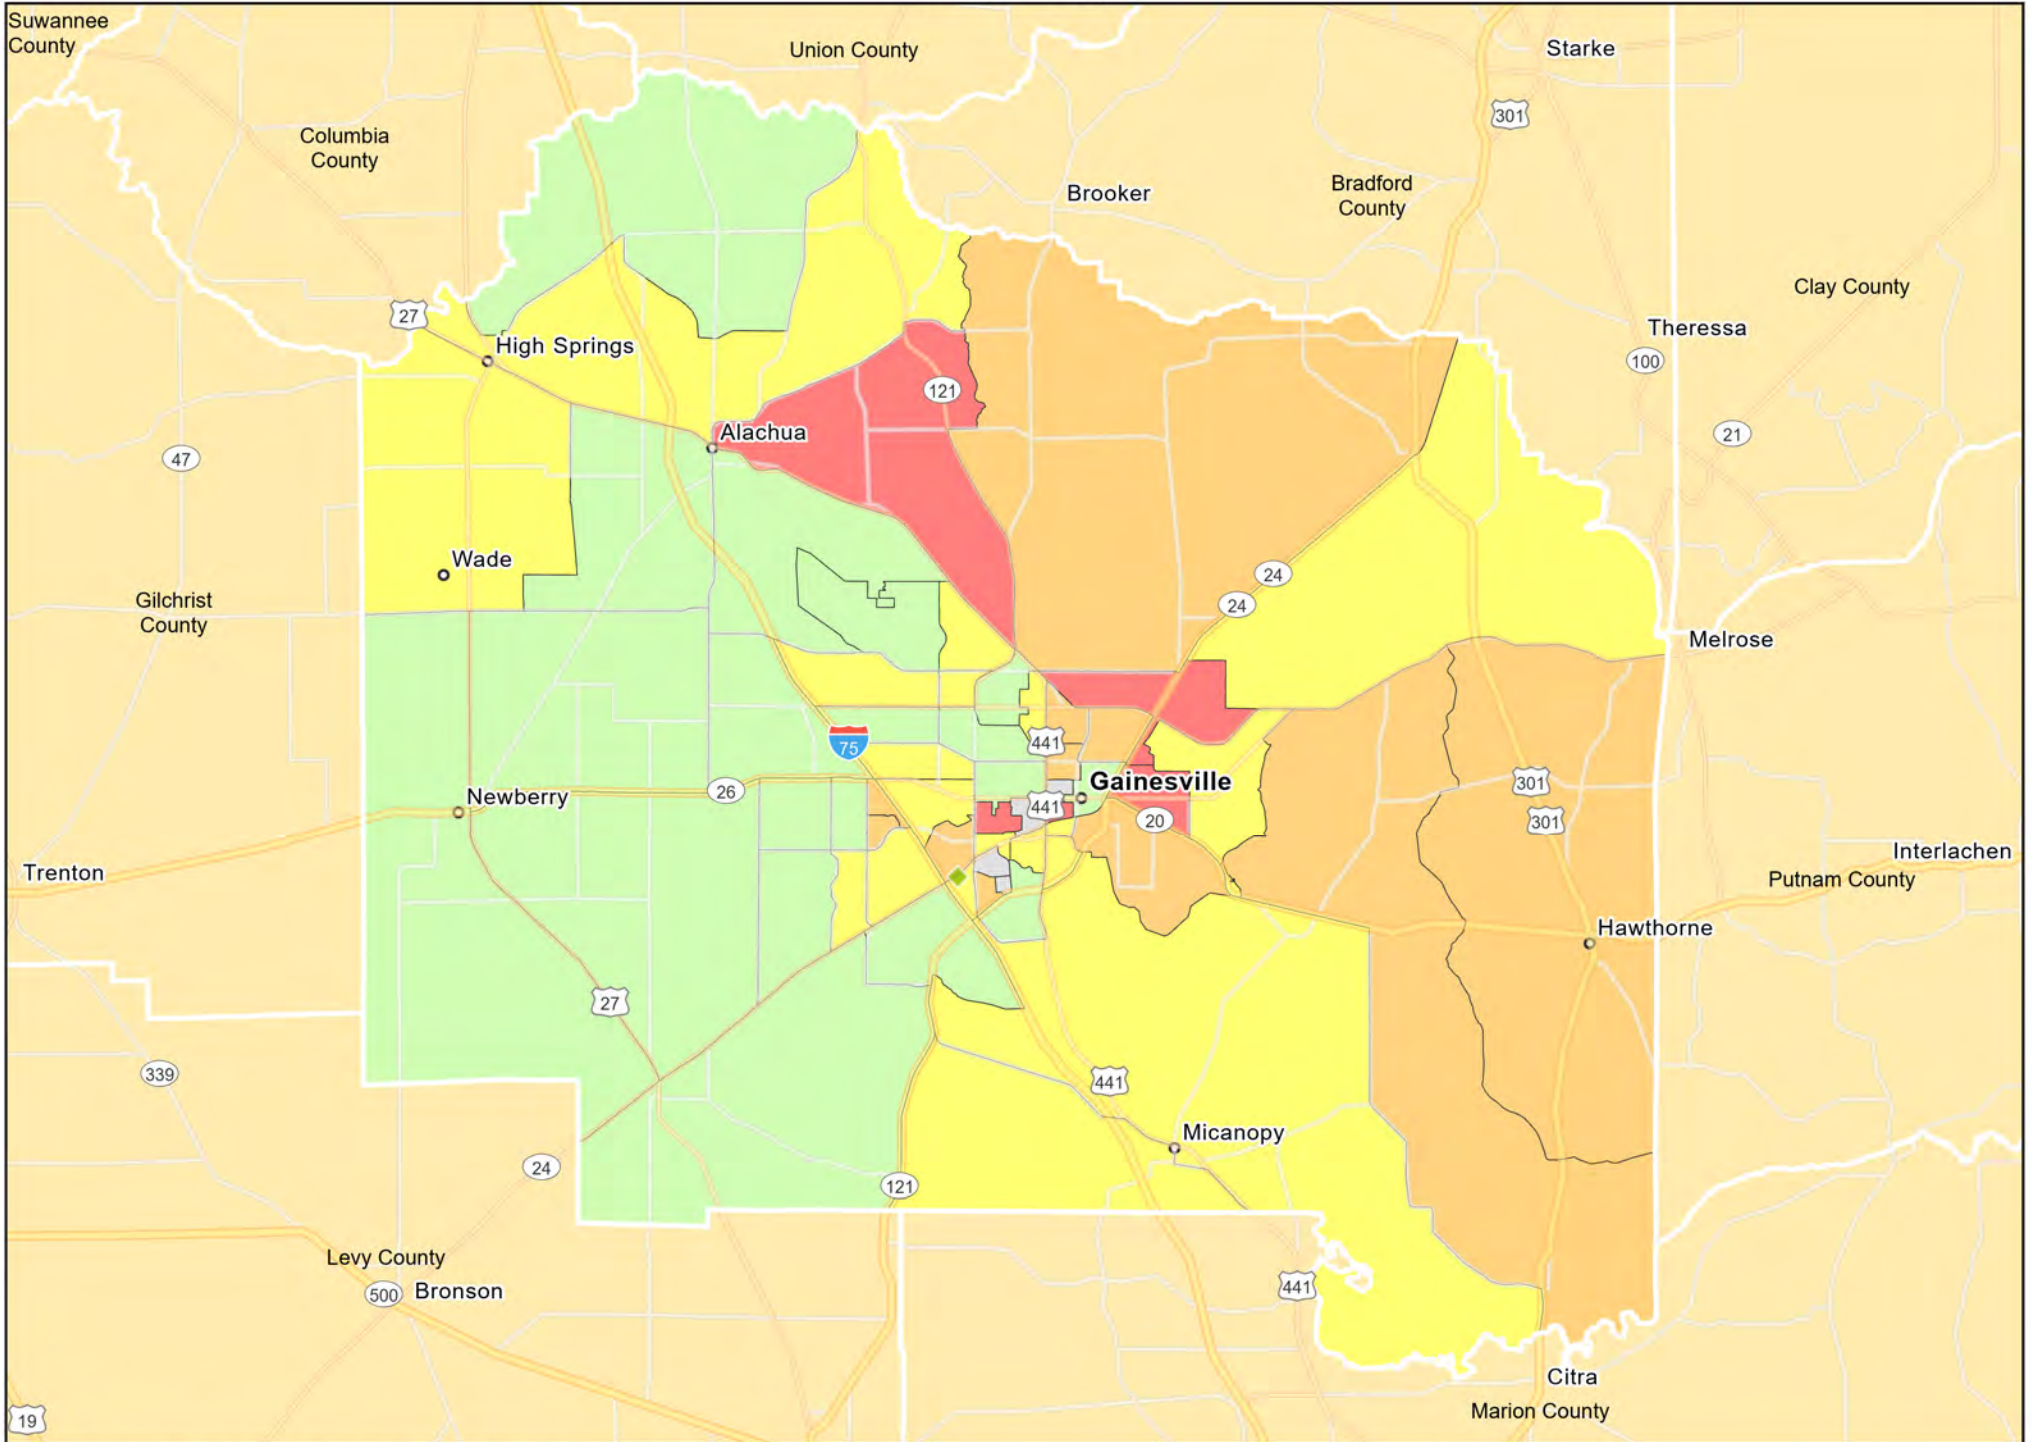 Suwannee
County
Union County
Starke
301
Columbia
County
Brooker
Bradford
County
Clay County
27
High Springs
Theressa
100
121
Alachua
21
47
Wade
24
24
Gilchrist
County
Melrose
75
441
Gainesville
301
26
Newberry
441
20
301
Trenton
Interlachen
Putnam County
Hawthorne
27
339
441
Micanopy
24
121
Levy County
500
Bronson
441
Citra
Marion County
19